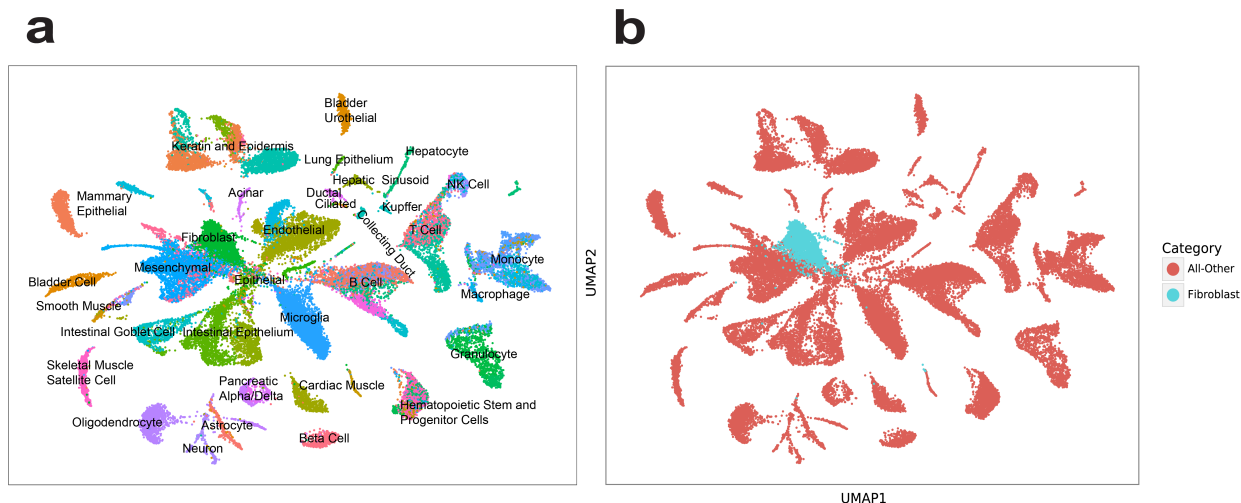 a
b
Bladder
Urothelial
Keratin and Epidermis
Hepatocyte
Lung Epithelium
Hepatic Sinusoid
NK Cell
Mammary
Epithelial
Acinar
Ductal
Ciliated
Kupffer
Collecting Duct
T Cell
Fibroblast
Endothelial
Mesenchymal
Monocyte
Epithelial
B Cell
Bladder Cell
Macrophage
Smooth Muscle
Microglia
Intestinal Goblet Cell
Intestinal Epithelium
Granulocyte
Skeletal Muscle
Satellite Cell
Pancreatic
Alpha/Delta
Cardiac Muscle
Hematopoietic Stem and
Progenitor Cells
Oligodendrocyte
Astrocyte
Beta Cell
Neuron
UMAP2
UMAP1
Category
All-Other
Fibroblast